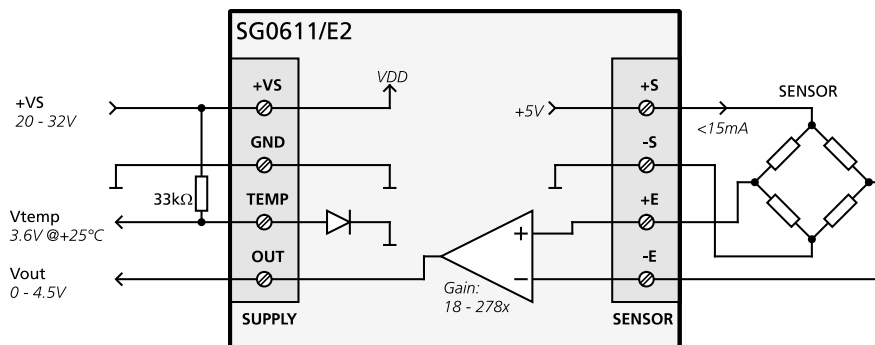 SG0611/E2
+VS
VDD
+S
SENSOR
+VS
20 - 32V
+5V
<15mA
GND
-S
33kΩ
TEMP
+E
Vtemp
3.6V @+25°C
+
OUT
-E
Vout
0 - 4.5V
−
Gain:
18 - 278x
SUPPLY
SENSOR